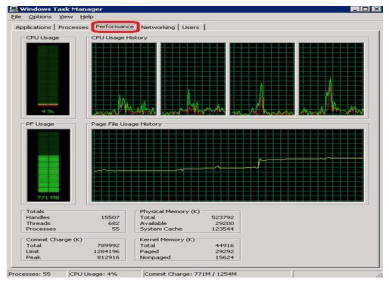 Windows Task Manager
File Options View Help
Applications Processes Performance Networking Users
CPU Usage CPU Usage History
4 %
PF Usage Page File Usage History
771 MB
Totals
Handles 15507
Threads 682
Processes 55
Physical Memory (K)
Total 523792
Available 29200
System Cache 123544
Commit Charge (K)
Total 789992
Limit 1284196
Peak 812916
Kernel Memory (K)
Total 44916
Paged 29292
Nonpaged 15624
Processes: 55 CPU Usage: 4% Commit Charge: 771M / 1254M